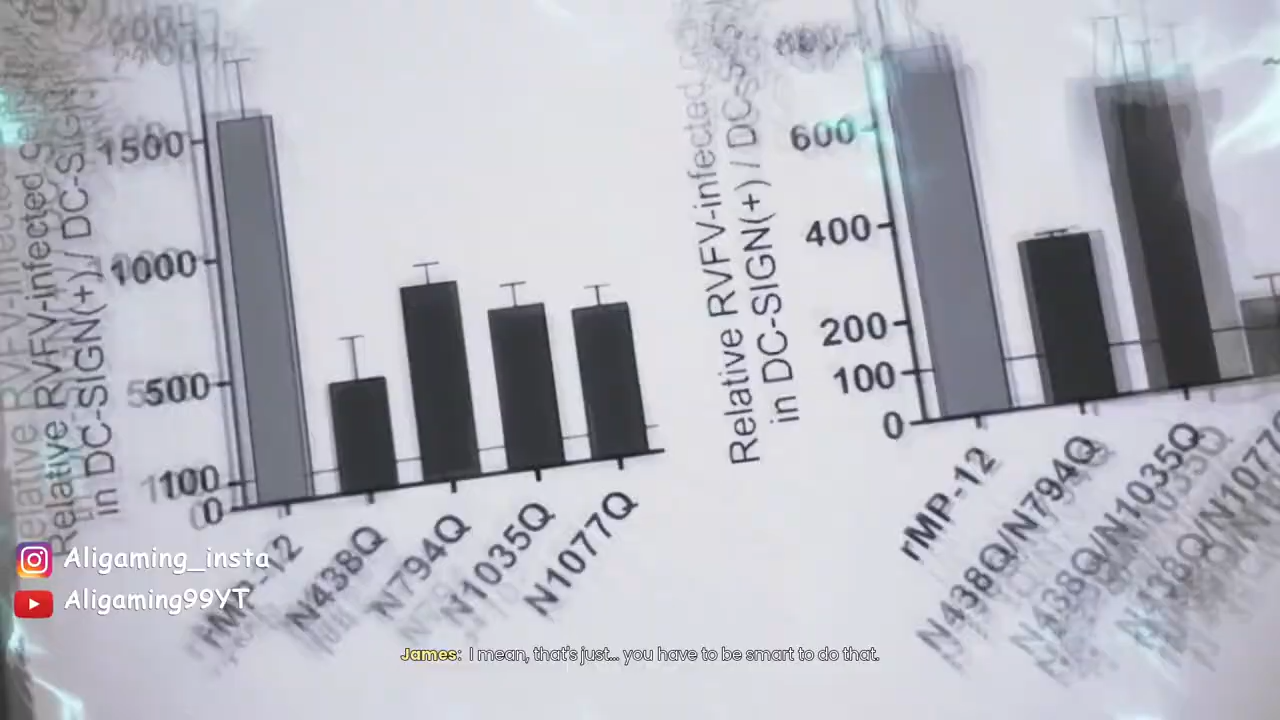 Relative RVFV-infected
in DC-SIGN(+) / DC-SIGN(
1500
1000
500
100
0
rMP-12
N438Q
N794Q
N1035Q
N1077Q
Relative RVFV-infected
in DC-SIGN(+) / DC-s
600
400
200
100
0
rMP-12
N438Q/N794Q
N438Q/N1035Q
N438Q/N1077Q
Aligaming_insta
Aligaming99YT
James: I mean, that's just... you have to be smart to do that.